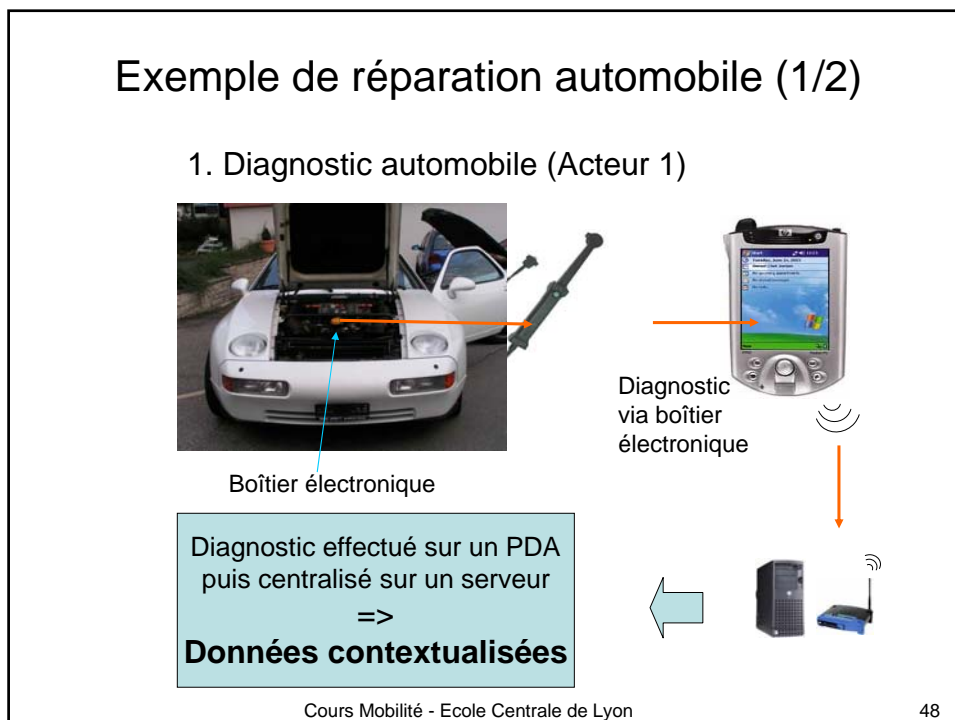 Exemple de réparation automobile (1/2)
1. Diagnostic automobile (Acteur 1)
Diagnostic
via boîtier
électronique
Boîtier électronique
Diagnostic effectué sur un PDA
puis centralisé sur un serveur
=>
Données contextualisées
Cours Mobilité - Ecole Centrale de Lyon
48